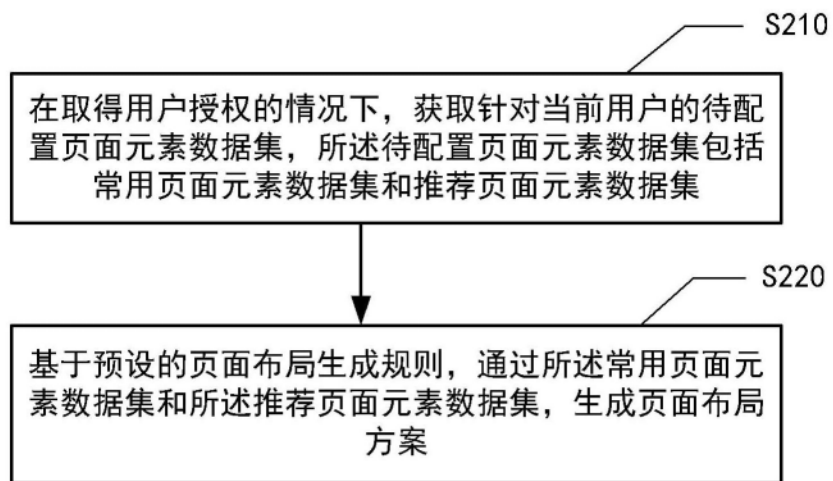 S210
在取得用户授权的情况下，获取针对当前用户的待配
置页面元素数据集，所述待配置页面元素数据集包括
常用页面元素数据集和推荐页面元素数据集
S220
基于预设的页面布局生成规则，通过所述常用页面元
素数据集和所述推荐页面元素数据集，生成页面布局
方案